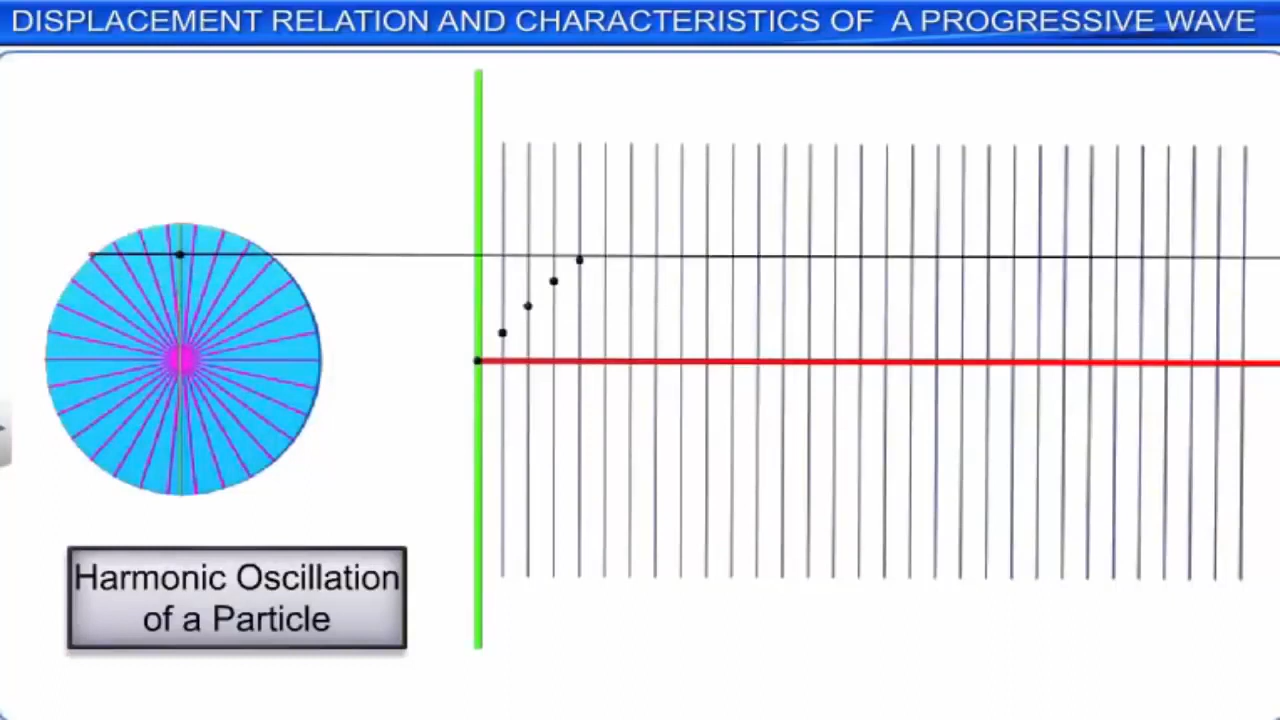 DISPLACEMENT RELATION AND CHARACTERISTICS OF A PROGRESSIVE WAVE
Harmonic Oscillation
of a Particle